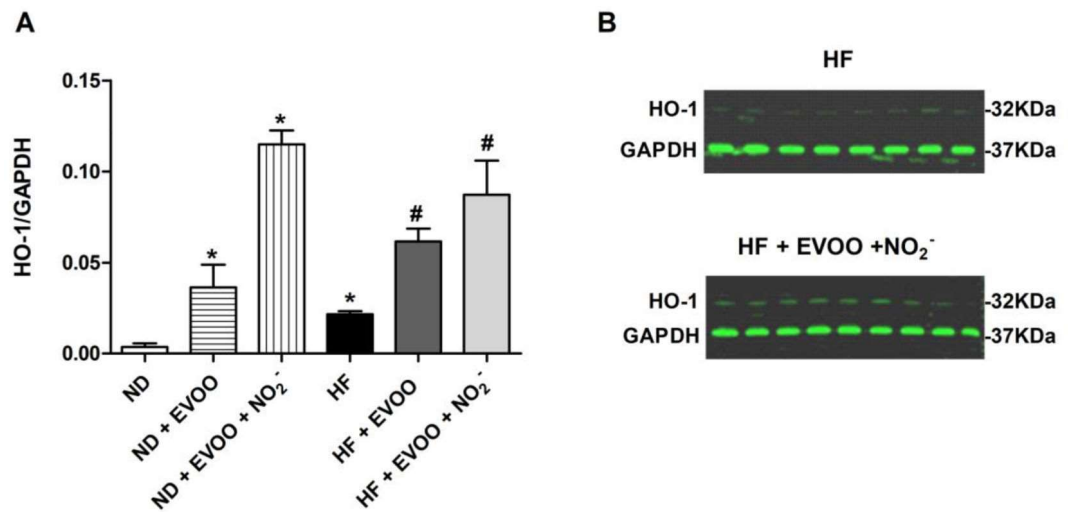 A
HO-1/GAPDH
0.15
0.10
0.05
0.00
*
*
*
#
#
ND
ND + EVOO
ND + EVOO + NO₂⁻
HF
HF + EVOO
HF + EVOO + NO₂⁻
B
HF
HO-1 -32KDa
GAPDH -37KDa
HF + EVOO +NO₂⁻
HO-1 -32KDa
GAPDH -37KDa